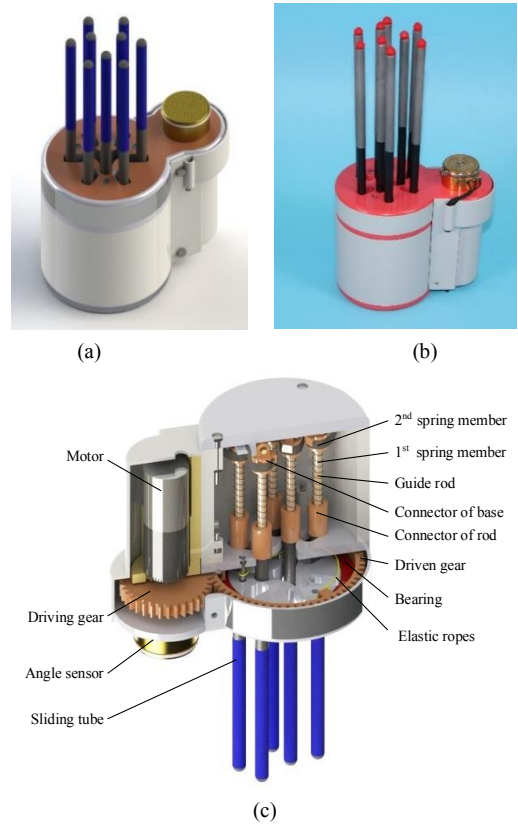 (a)
(b)
Motor
Driving gear
Angle sensor
Sliding tube
2nd spring member
1st spring member
Guide rod
Connector of base
Connector of rod
Driven gear
Bearing
Elastic ropes
(c)